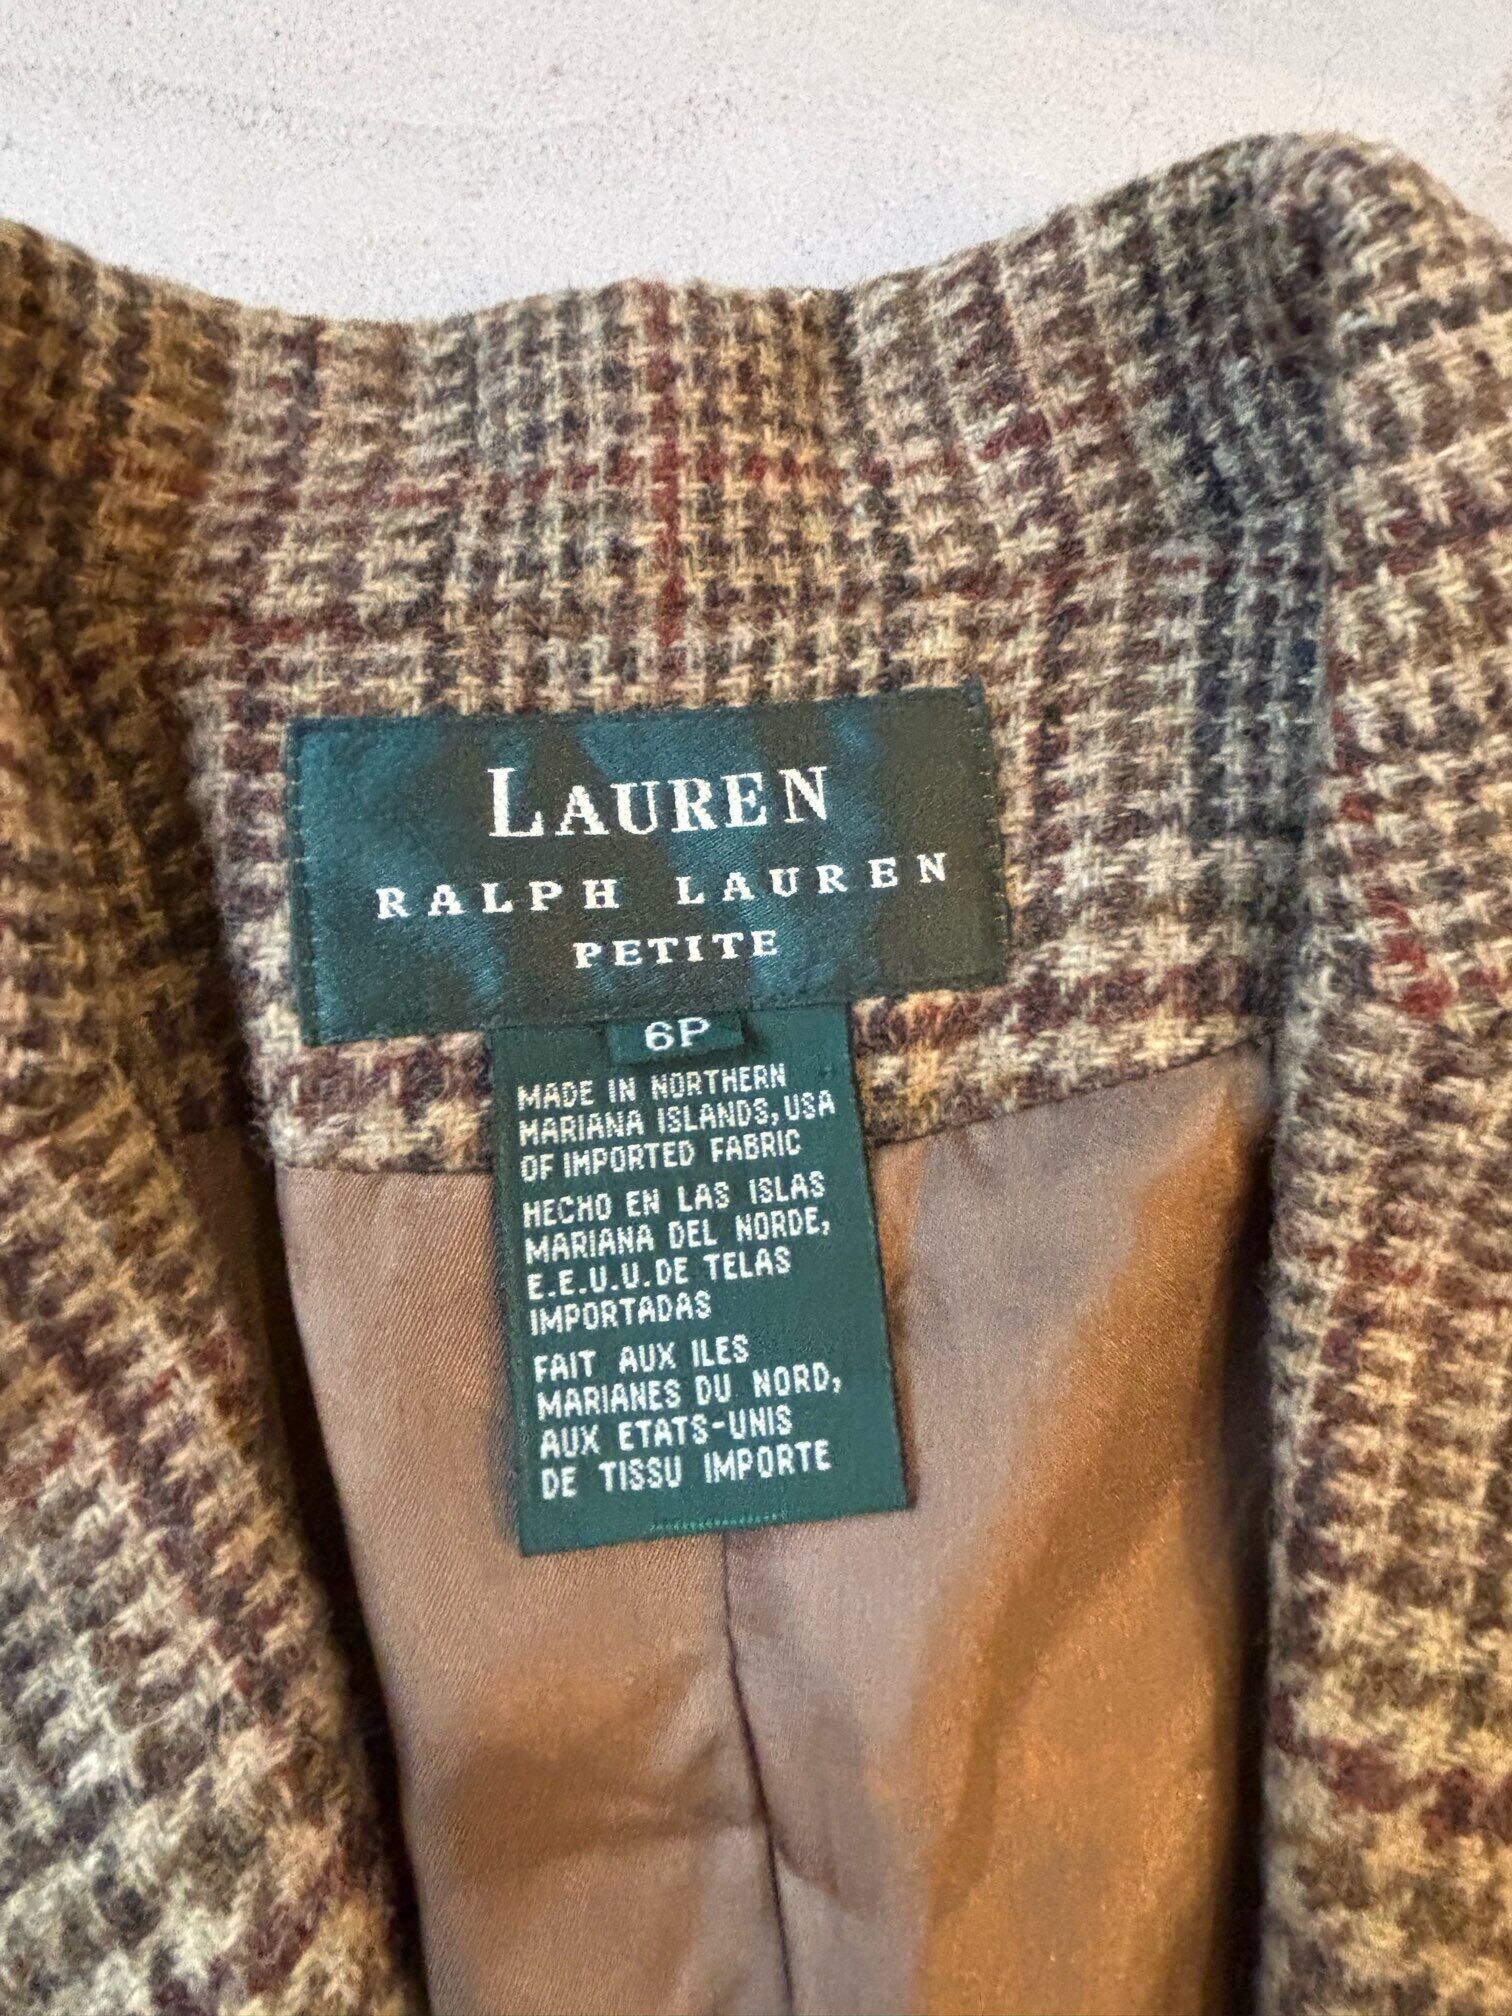 LAUREN
RALPH LAUREN
PETITE
6P
MADE IN NORTHERN
MARIANA ISLANDS, USA
OF IMPORTED FABRIC
HECHO EN LAS ISLAS
MARIANA DEL NORDE,
E.E.U.U.DE TELAS
IMPORTADAS
FAIT AUX ILES
MARIANES DU NORD,
AUX ETATS-UNIS
DE TISSU IMPORTE